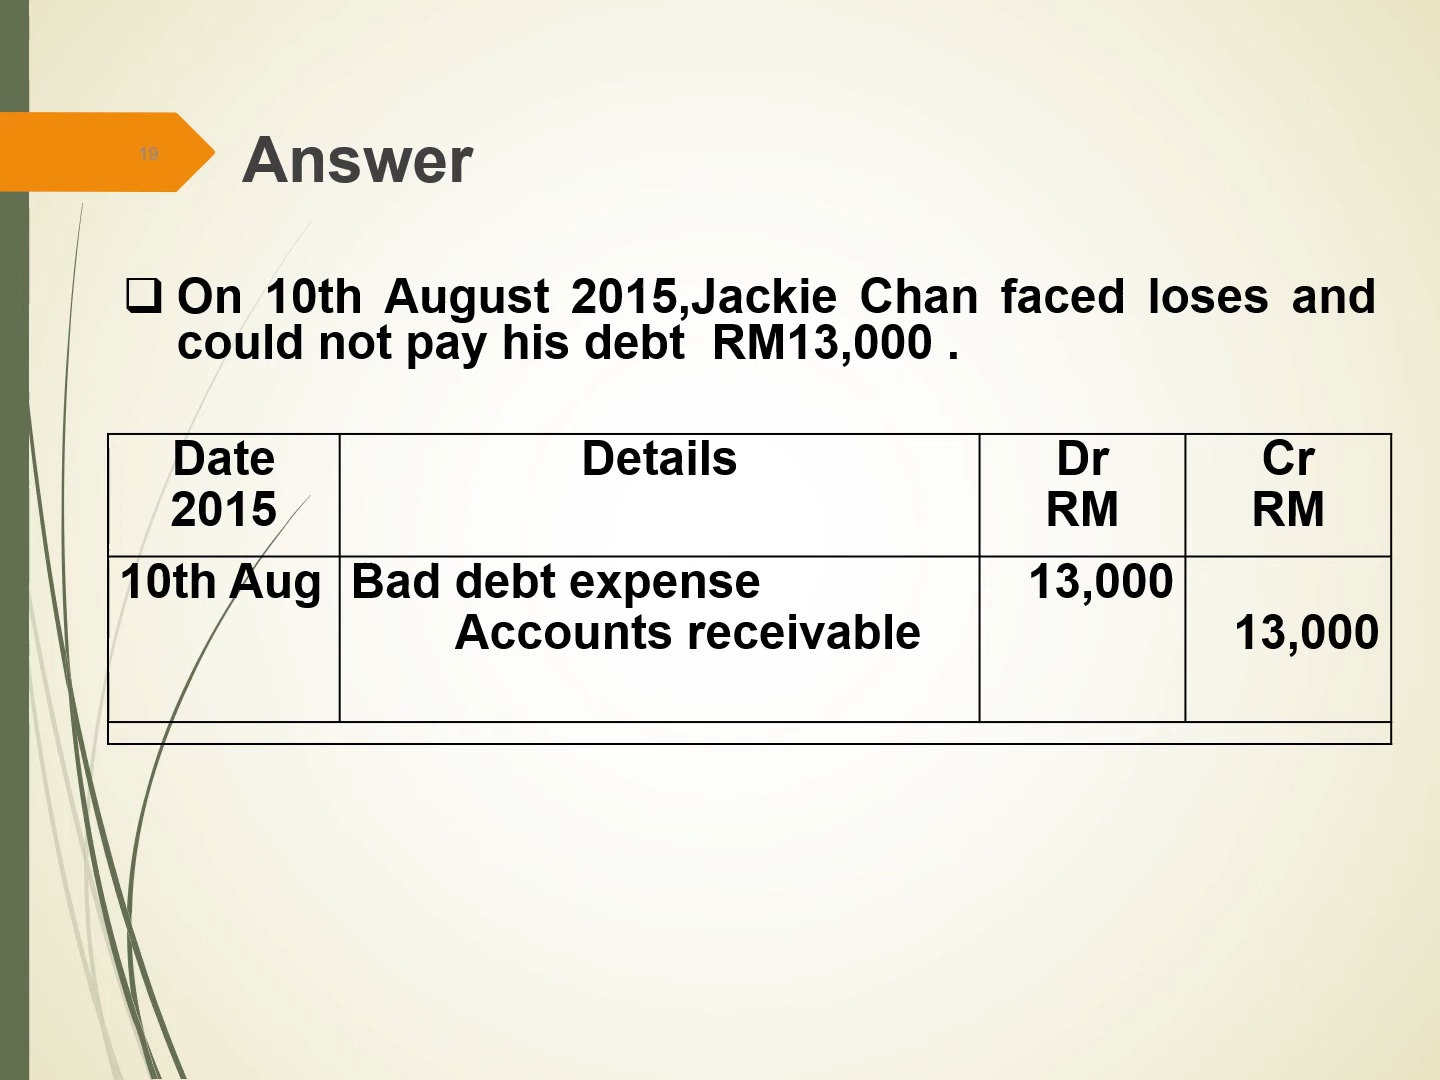 19
Answer
❑ On 10th August 2015,Jackie Chan faced loses and
could not pay his debt  RM13,000 .
Date Details Dr Cr
2015 RM RM
10th Aug Bad debt expense 13,000
Accounts receivable 13,000